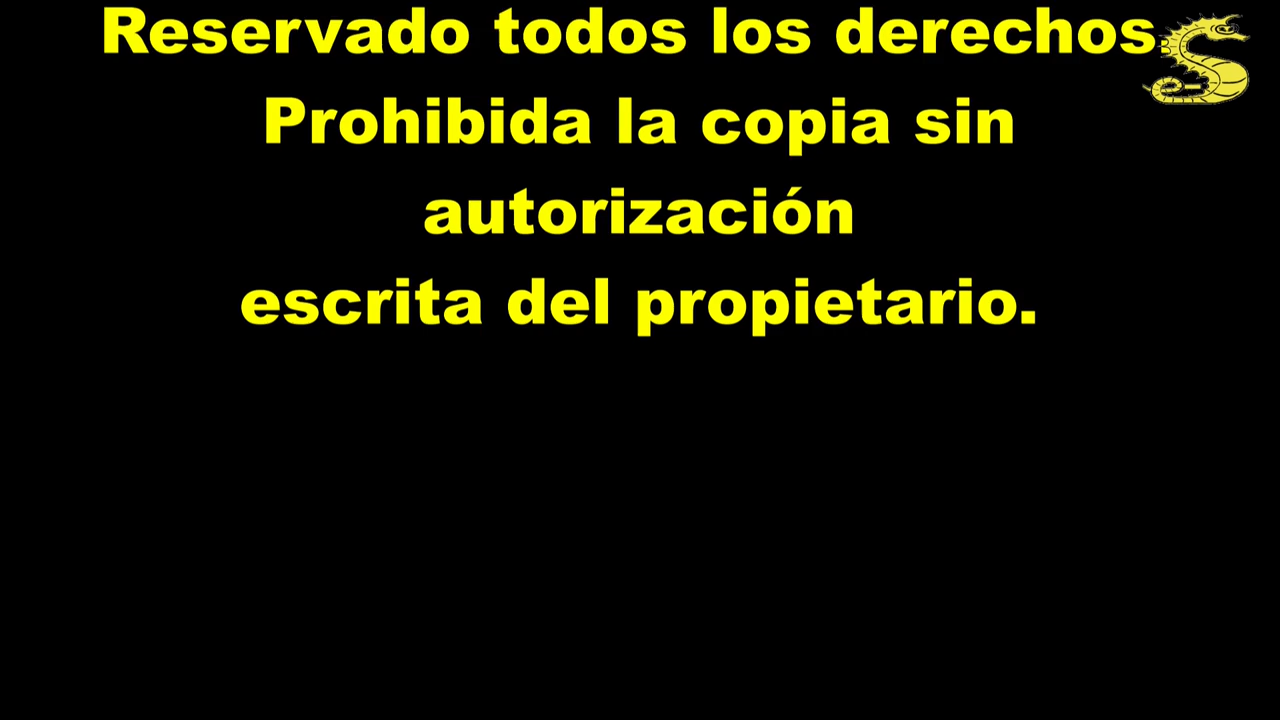 Reservado todos los derechos
Prohibida la copia sin
autorización
escrita del propietario.